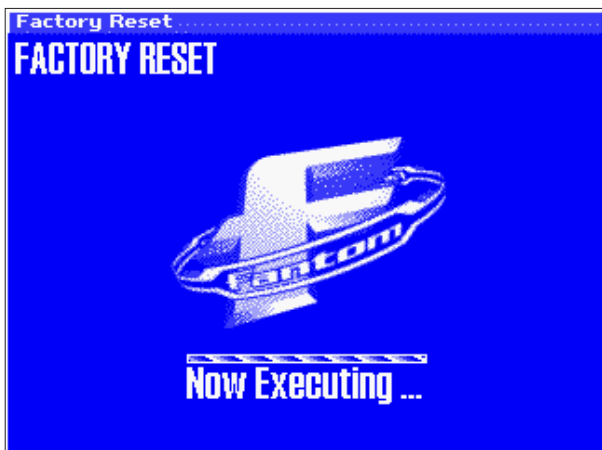 Factory Reset
FACTORY RESET
Fantom
Now Executing ...